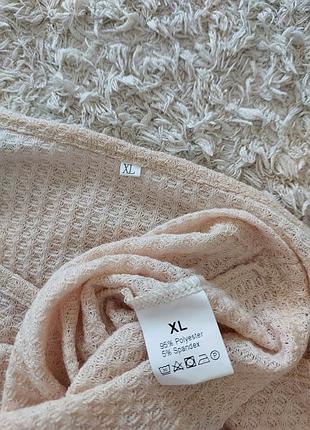 XL
XL
95% Polyester
5% Spandex